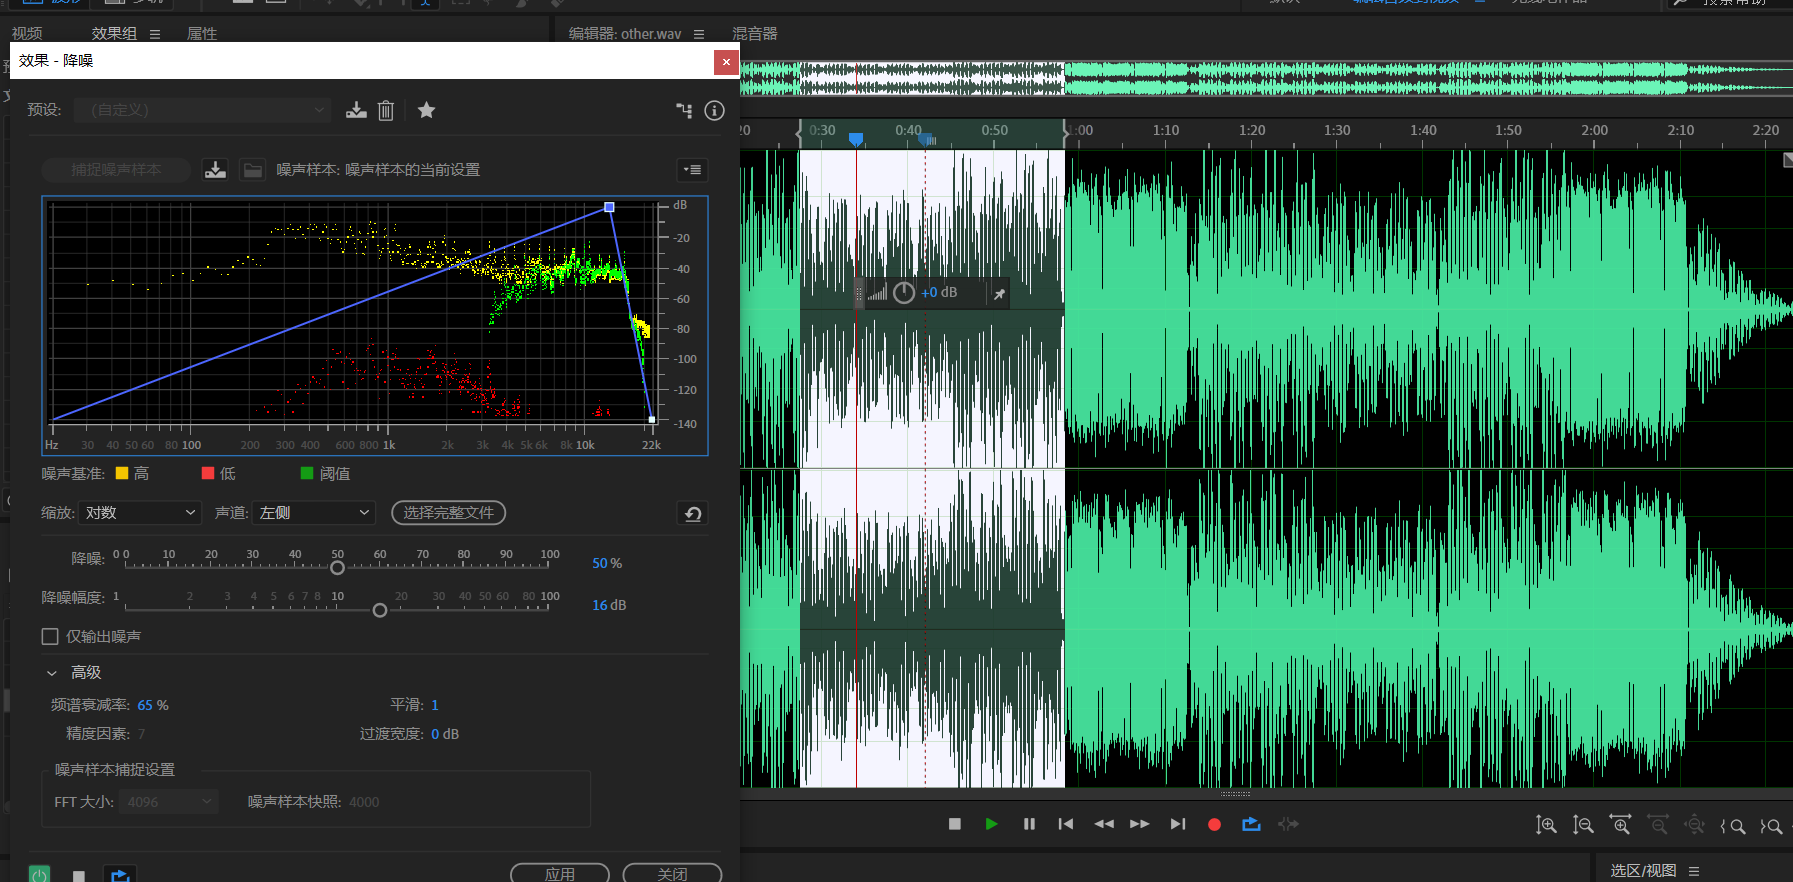 视频 效果组 属性 编辑器: other.wav 混音器
效果 - 降噪
预设: (自定义)
捕捉噪声样本 噪声样本: 噪声样本的当前设置
dB
-20
-40
-60
-80
-100
-120
-140
Hz 30 40 50 60 80 100 200 300 400 600 800 1k 2k 3k 4k 5k 6k 8k 10k 22k
噪声基准: 高 低 阈值
缩放: 对数 声道: 左侧 选择完整文件
降噪: 0 0 10 20 30 40 50 60 70 80 90 100 50 %
降噪幅度: 1 2 3 4 5 6 7 8 10 20 30 40 50 60 80 100 16 dB
仅输出噪声
高级
频谱衰减率: 65 % 平滑: 1
精度因素: 7 过渡宽度: 0 dB
噪声样本捕捉设置
FFT 大小: 4096 噪声样本快照: 4000
应用 关闭
20 0:30 0:40 0:50 1:00 1:10 1:20 1:30 1:40 1:50 2:00 2:10 2:20
+0 dB
选区/视图